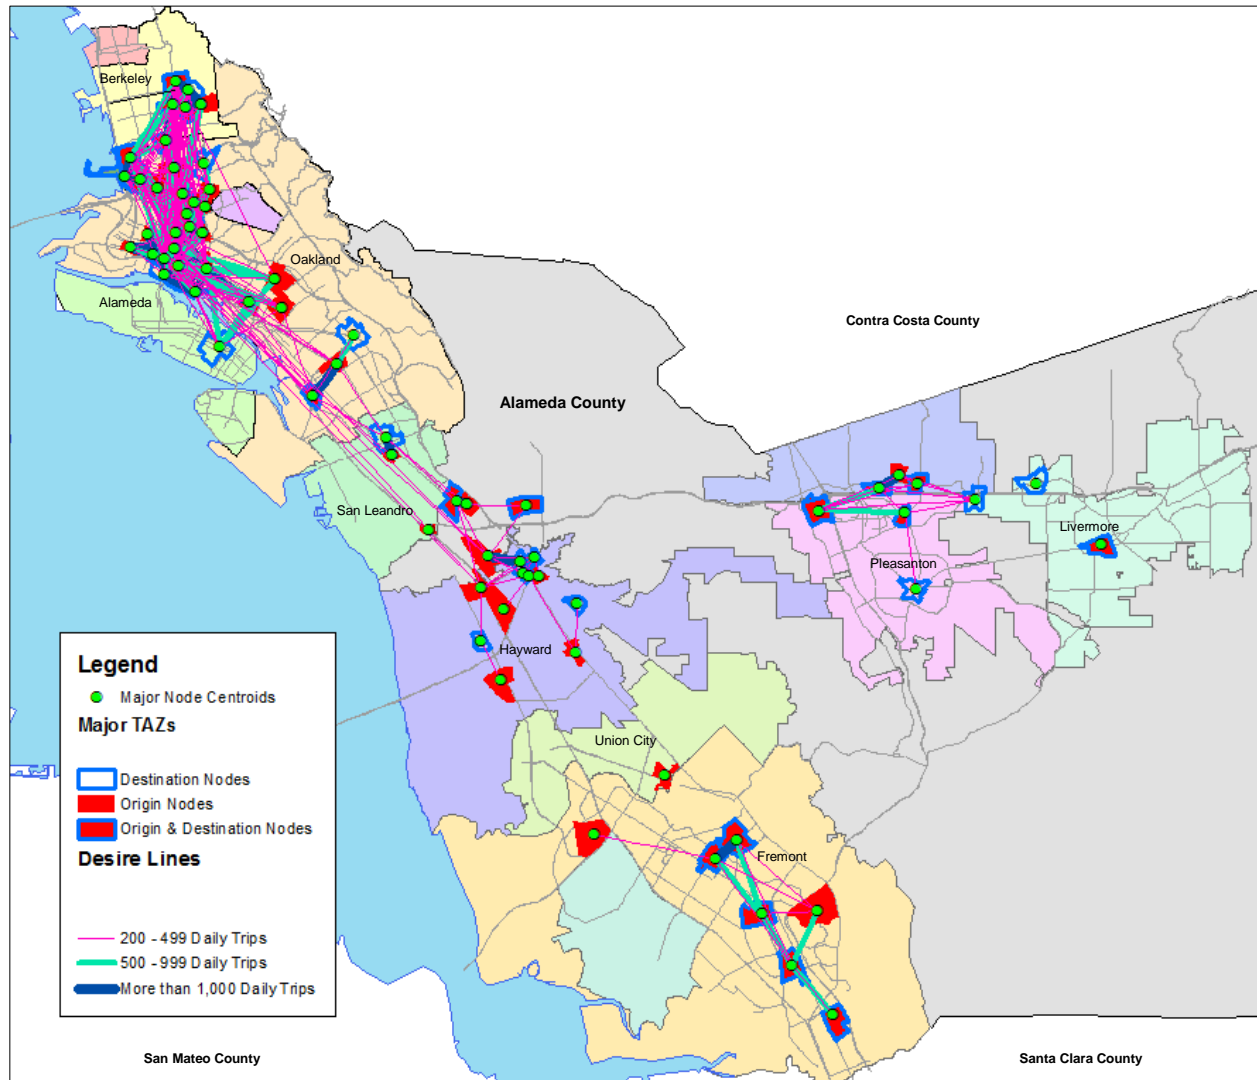 Berkeley
Oakland
Alameda
Contra Costa County
Alameda County
San Leandro
Livermore
Pleasanton
Hayward
Union City
Fremont
Legend
Major Node Centroids
Major TAZs
Destination Nodes
Origin Nodes
Origin & Destination Nodes
Desire Lines
200 - 499 Daily Trips
500 - 999 Daily Trips
More than 1,000 Daily Trips
San Mateo County
Santa Clara County